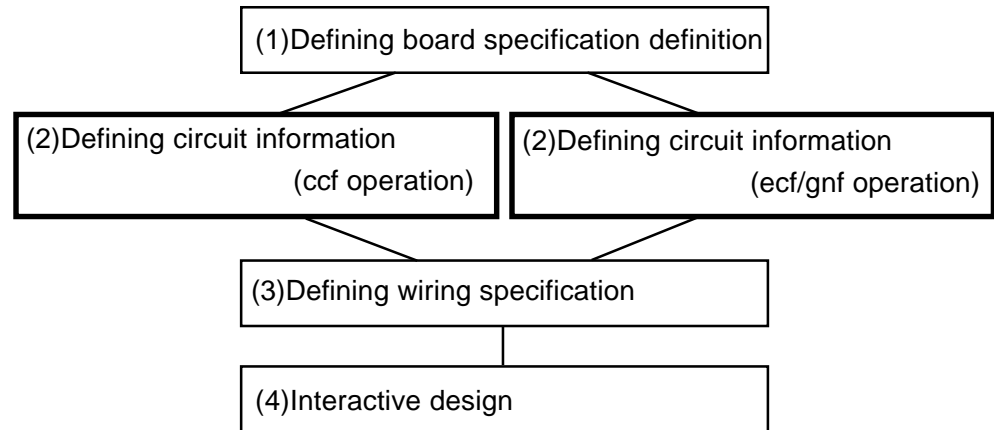 (1)Defining board specification definition
(2)Defining circuit information
(ccf operation)
(2)Defining circuit information
(ecf/gnf operation)
(3)Defining wiring specification
(4)Interactive design